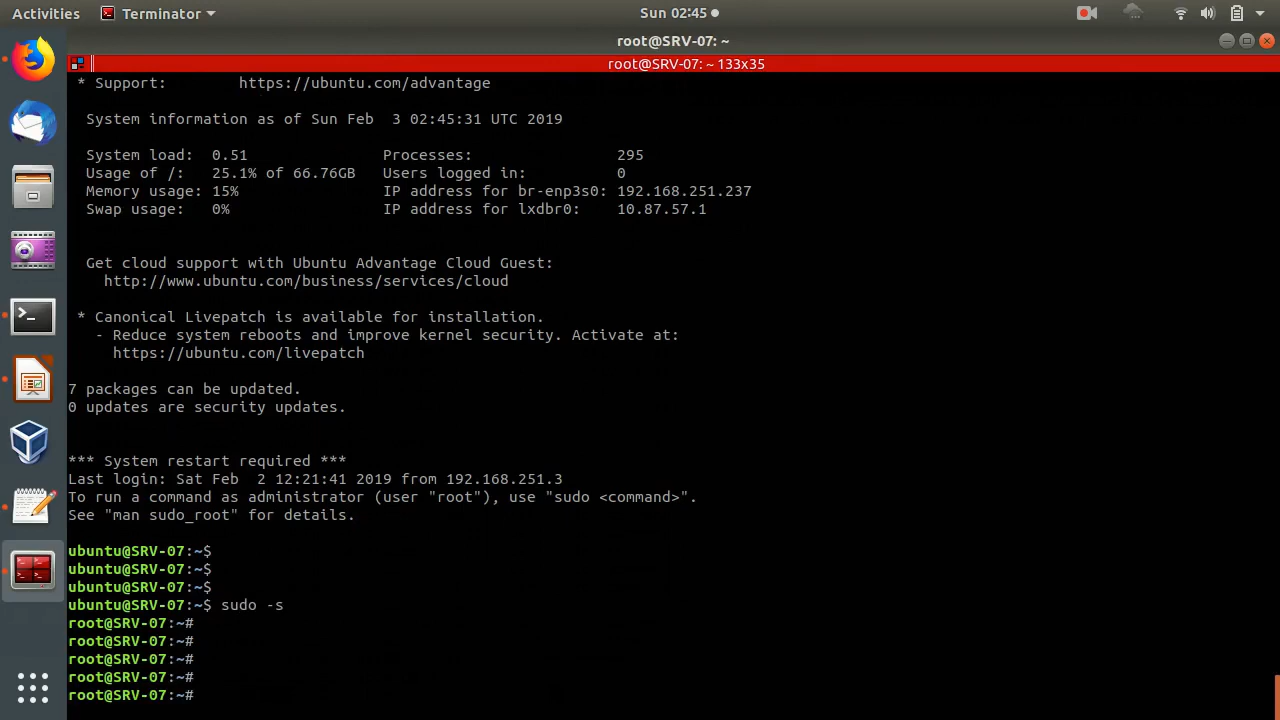 Activities Terminator Sun 02:45
root@SRV-07: ~
root@SRV-07: ~ 133x35
* Support: https://ubuntu.com/advantage
System information as of Sun Feb  3 02:45:31 UTC 2019
System load: 0.51 Processes: 295
Usage of /: 25.1% of 66.76GB Users logged in: 0
Memory usage: 15% IP address for br-enp3s0: 192.168.251.237
Swap usage: 0% IP address for lxdbr0: 10.87.57.1
Get cloud support with Ubuntu Advantage Cloud Guest:
http://www.ubuntu.com/business/services/cloud
* Canonical Livepatch is available for installation.
- Reduce system reboots and improve kernel security. Activate at:
https://ubuntu.com/livepatch
7 packages can be updated.
0 updates are security updates.
*** System restart required ***
Last login: Sat Feb  2 12:21:41 2019 from 192.168.251.3
To run a command as administrator (user "root"), use "sudo <command>".
See "man sudo_root" for details.
ubuntu@SRV-07:~$
ubuntu@SRV-07:~$
ubuntu@SRV-07:~$
ubuntu@SRV-07:~$ sudo -s
root@SRV-07:~#
root@SRV-07:~#
root@SRV-07:~#
root@SRV-07:~#
root@SRV-07:~#